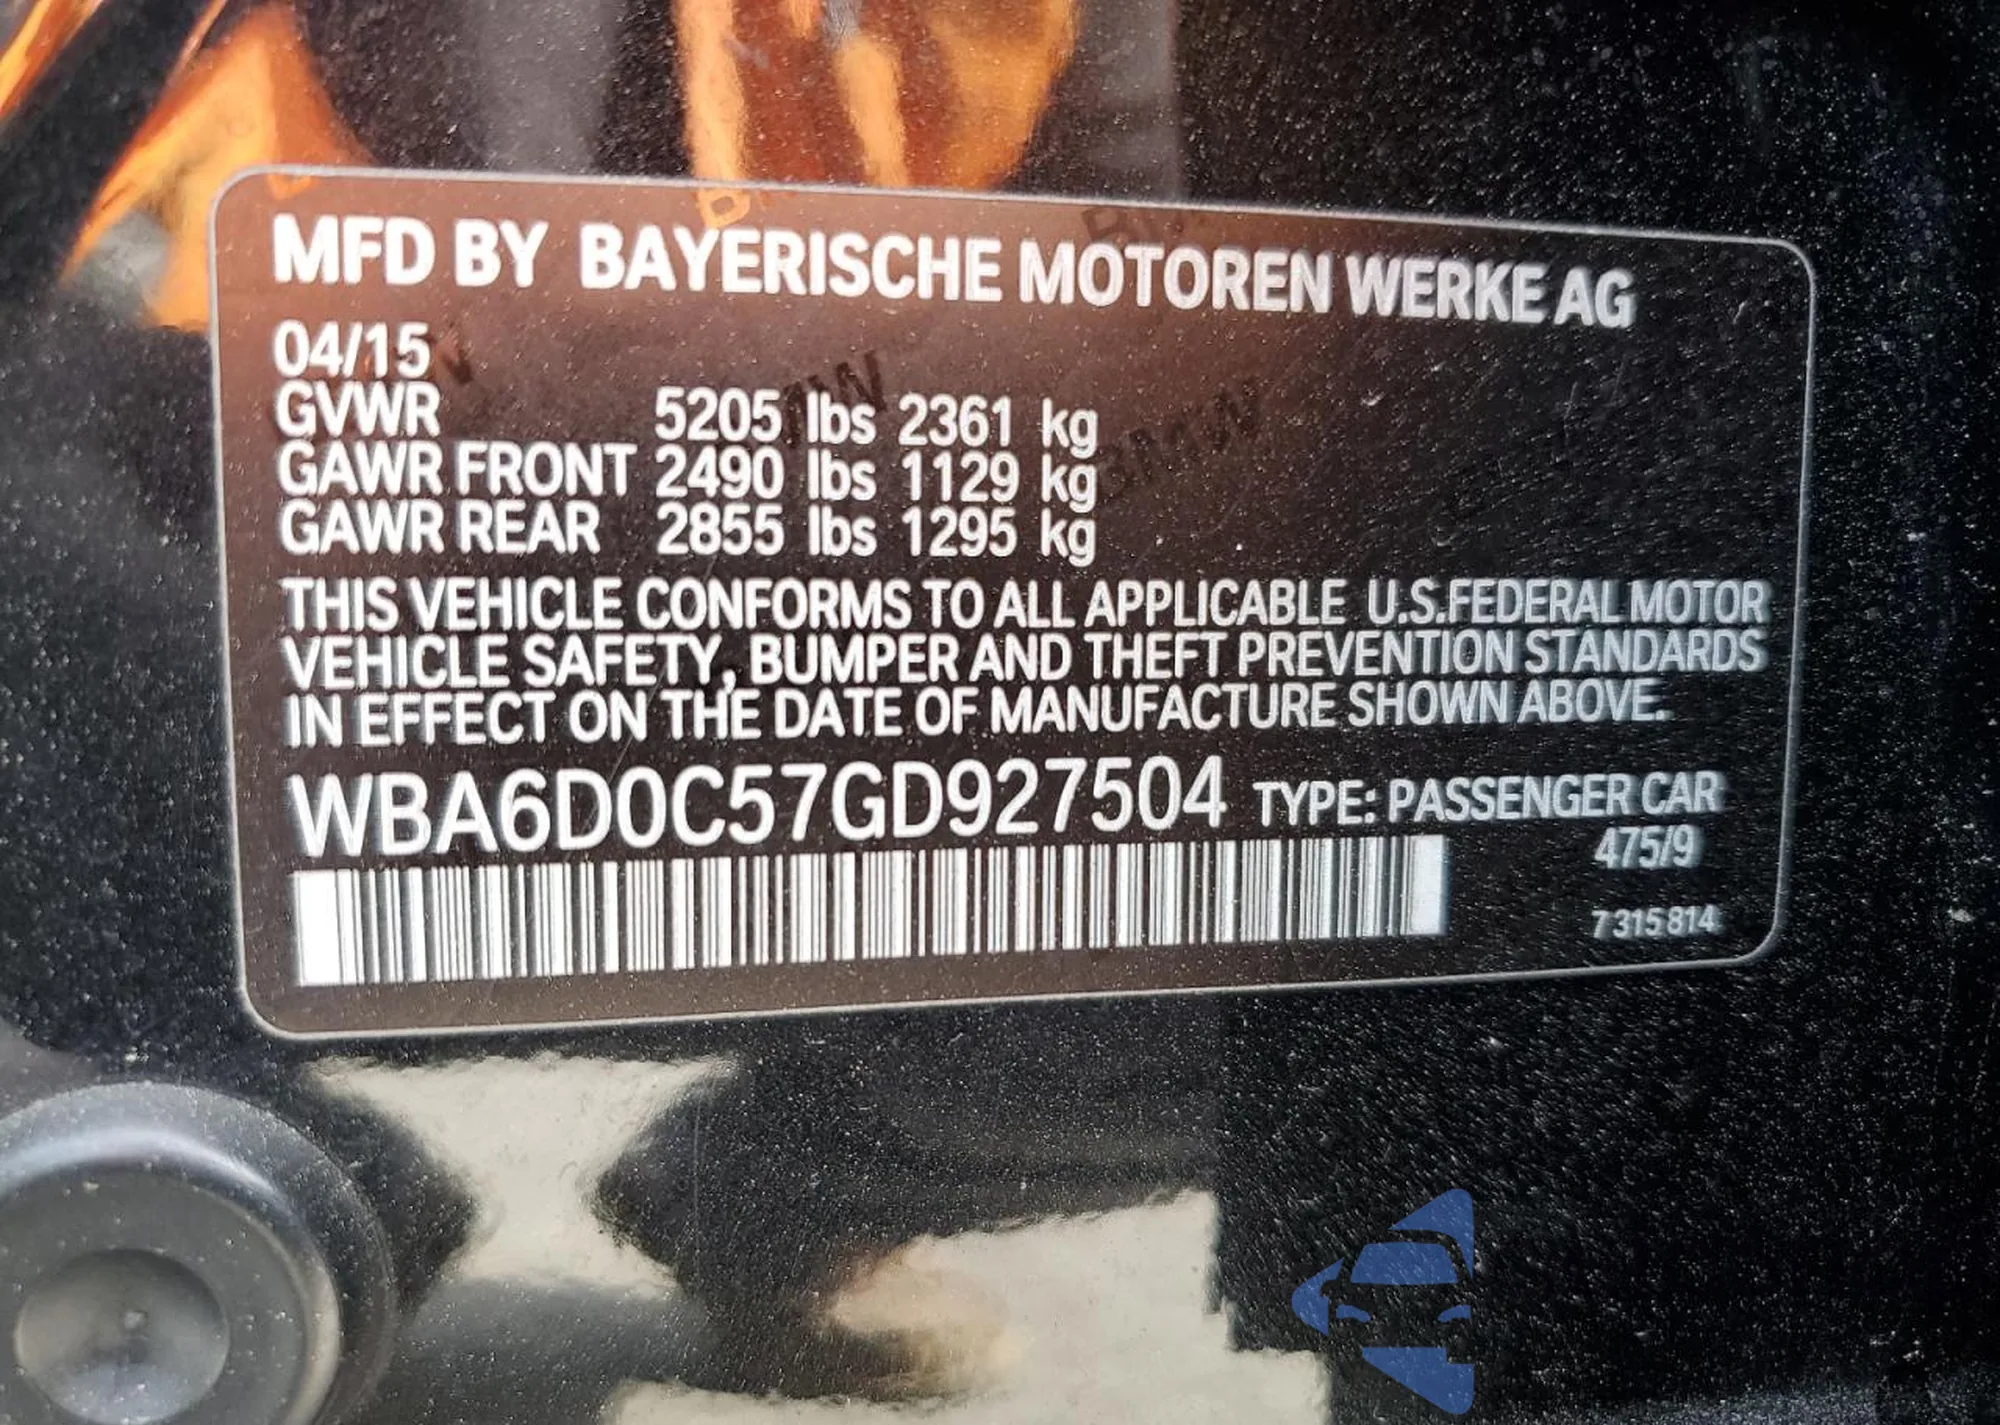 MFD BY BAYERISCHE MOTOREN WERKE AG
04/15
GVWR 5205 lbs 2361 kg
GAWR FRONT 2490 lbs 1129 kg
GAWR REAR 2855 lbs 1295 kg
THIS VEHICLE CONFORMS TO ALL APPLICABLE U.S.FEDERAL MOTOR
VEHICLE SAFETY, BUMPER AND THEFT PREVENTION STANDARDS
IN EFFECT ON THE DATE OF MANUFACTURE SHOWN ABOVE.
WBA6D0C57GD927504 TYPE: PASSENGER CAR
475/9
7 315 814